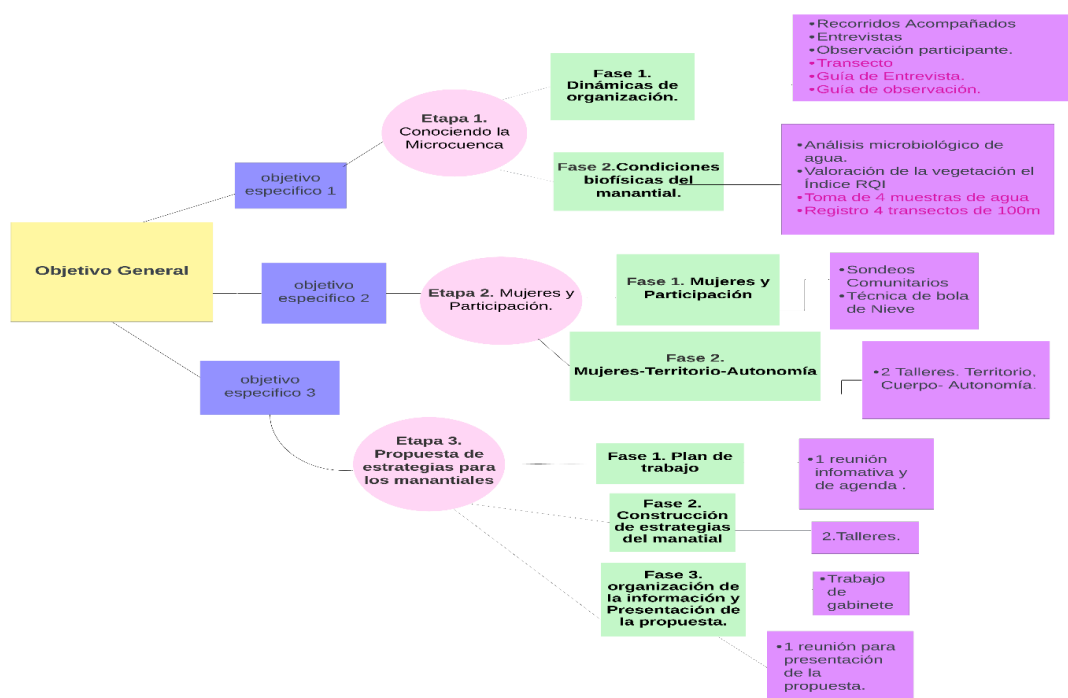 Objetivo General
objetivo
especifico 1
Etapa 1.
Conociendo la
Microcuenca
Fase 1.
Dinámicas de
organización.
•Recorridos Acompañados
•Entrevistas
•Observación participante.
•Transecto
•Guía de Entrevista.
•Guía de observación.
Fase 2.Condiciones
biofísicas del
manantial.
•Análisis microbiológico de
agua.
•Valoración de la vegetación el
Índice RQI
•Toma de 4 muestras de agua
•Registro 4 transectos de 100m
objetivo
especifico 2
Etapa 2. Mujeres y
Participación.
Fase 1. Mujeres y
Participación
•Sondeos
Comunitarios
•Técnica de bola
de Nieve
Fase 2.
Mujeres-Territorio-Autonomía
•2 Talleres. Territorio,
Cuerpo- Autonomía.
objetivo
especifico 3
Etapa 3.
Propuesta de
estrategias para
los manantiales
Fase 1. Plan de
trabajo
•1 reunión
infomativa y
de agenda .
Fase 2.
Construcción
de estrategias
del manatial
2.Talleres.
Fase 3.
organización de
la información y
Presentación de
la propuesta.
•Trabajo
de
gabinete
•1 reunión para
presentación
de la
propuesta.